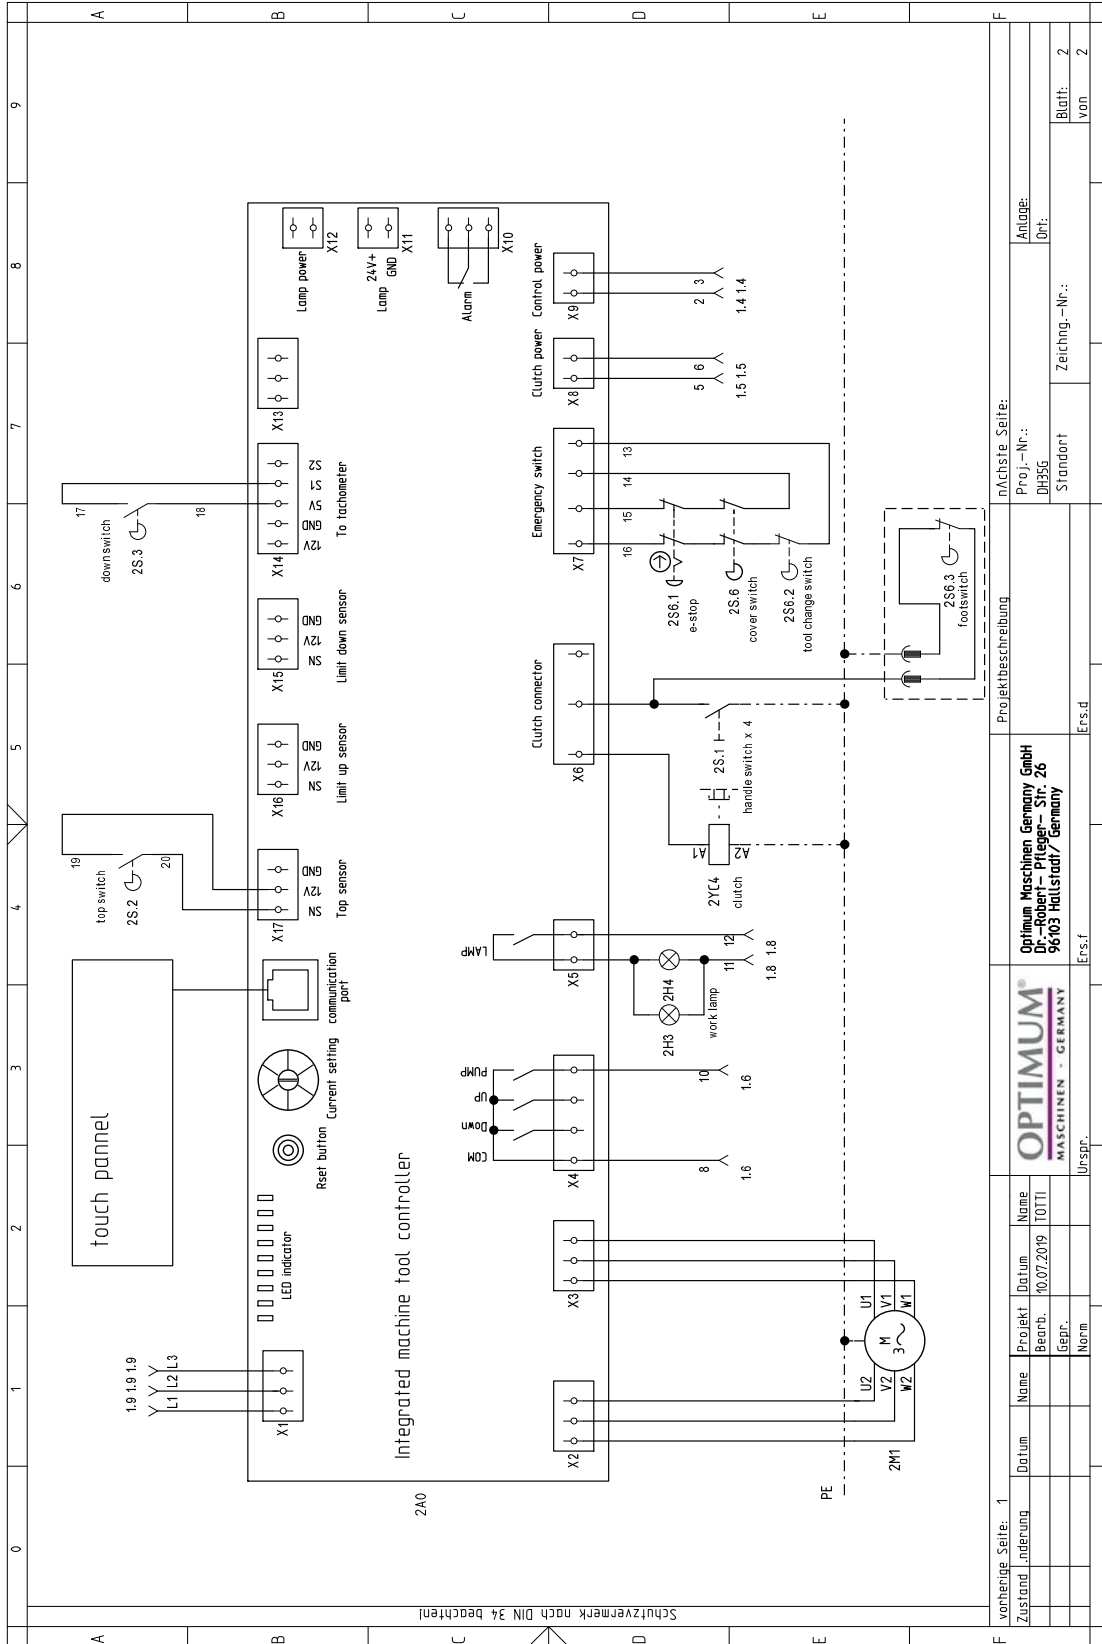 0 1 2 3 4 5 6 7 8 9
A
B
C
D
E
F
A
B
C
D
E
F
Schutzvermerk nach DIN 34 beachten!
touch pannel
top switch
2S.2
19
20
down switch
2S.3
17
18
1.9 1.9 1.9
L1 L2 L3
X1
LED indicator
Rset button
Current setting
communication
port
X17
SN 12V GND
Top sensor
X16
SN 12V GND
Limit up sensor
X15
SN 12V GND
Limit down sensor
X14
12V GND 5V S1 S2
To tachometer
X13
Lamp power
X12
24V+
Lamp GND
X11
Alarm
X10
2A0
Integrated machine tool controller
COM Down UP PUMP
LAMP
Clutch connector
Emergency switch
Clutch power
Control power
X2
X3
X4
X5
X6
X7
X8
X9
8
1.6
10
1.6
11 12
1.8 1.8
2H3
2H4
work lamp
A1
A2
2YC4
clutch
2S.1
handle switch x 4
16 15 14 13
2S6.1
e-stop
2S.6
cover switch
2S6.2
tool change switch
5 6
1.5 1.5
2 3
1.4 1.4
PE
U2
V2
W2
U1
V1
W1
M
3
2M1
2S6.3
footswitch
vorherige Seite: 1
nÄchste Seite:
Zustand .nderung Datum Name
Projekt Datum Name
Bearb. 10.07.2019 TOTTI
Gepr.
Norm
Urspr.
OPTIMUM®
MASCHINEN - GERMANY
Optimum Maschinen Germany GmbH
Dr.-Robert- Pfleger- Str. 26
96103 Hallstadt/ Germany
Ers.f
Ers.d
Projektbeschreibung
Proj.-Nr.:
DH35G
Standort
Zeichng.-Nr.:
Anlage:
Ort:
Blatt: 2
von 2